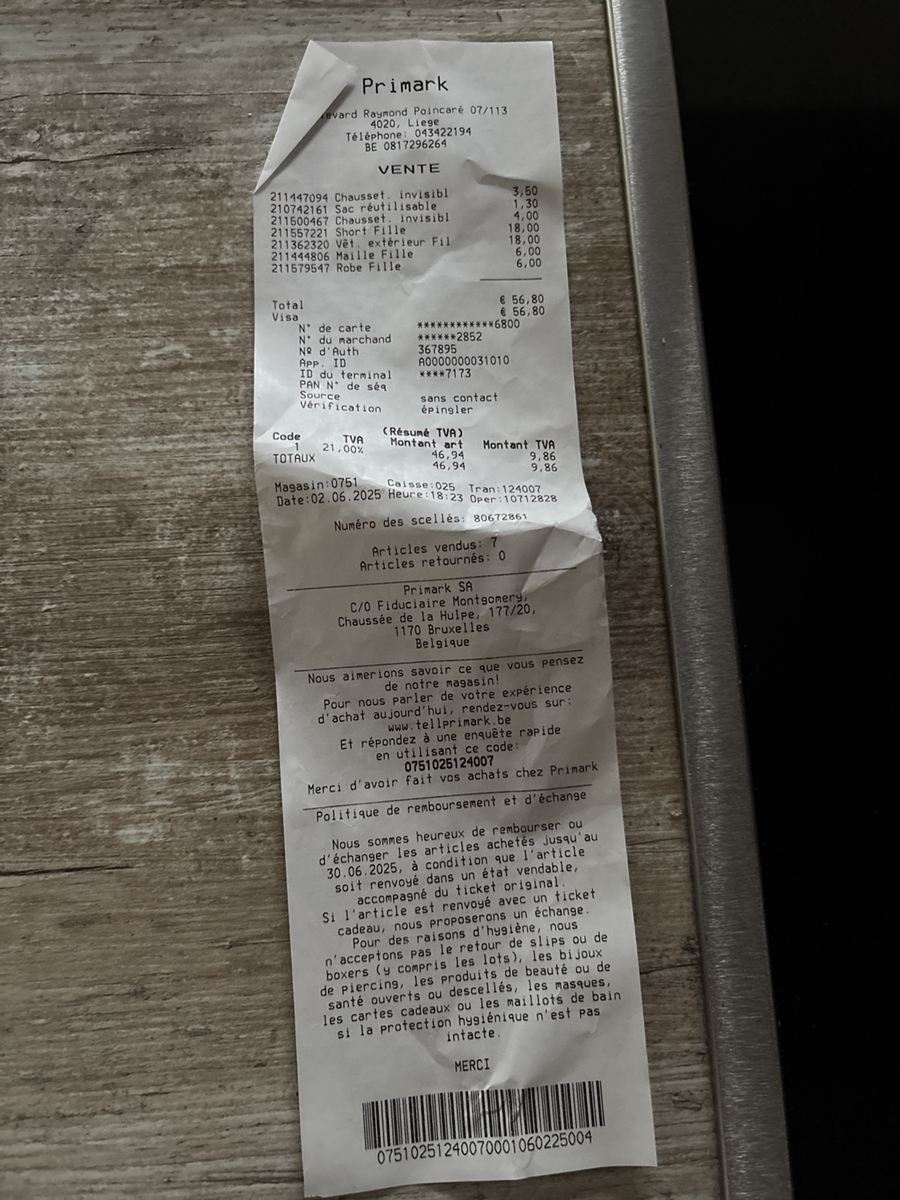 Primark
evard Raymond Poincaré 07/113
4020, Liege
Téléphone: 043422194
BE 0817296264
VENTE
211447094 Chausset. invisibl 3,50
210742161 Sac réutilisable 1,30
211500467 Chausset. invisibl 4,00
211557221 Short Fille 18,00
211362320 Vêt. extérieur Fil 18,00
211444806 Maille Fille 6,00
211579547 Robe Fille 6,00
Total € 56,80
Visa € 56,80
N° de carte ************6800
N° du marchand ******2852
Nº d'Auth 367895
App. ID A0000000031010
ID du terminal ****7173
PAN N° de séq
Source sans contact
Vérification épingler
(Résumé TVA)
Code TVA Montant art Montant TVA
1 21,00% 46,94 9,86
TOTAUX 46,94 9,86
Magasin:0751 Caisse:025 Tran:124007
Date:02.06.2025 Heure:18:23 Oper:10712828
Numéro des scellés: 80672861
Articles vendus: 7
Articles retournés: 0
Primark SA
C/O Fiduciaire Montgomery,
Chaussée de la Hulpe, 177/20,
1170 Bruxelles
Belgique
Nous aimerions savoir ce que vous pensez
de notre magasin!
Pour nous parler de votre expérience
d'achat aujourd'hui, rendez-vous sur:
www.tellprimark.be
Et répondez à une enquête rapide
en utilisant ce code:
0751025124007
Merci d'avoir fait vos achats chez Primark
Politique de remboursement et d'échange
Nous sommes heureux de rembourser ou
d'échanger les articles achetés jusqu'au
30.06.2025, à condition que l'article
soit renvoyé dans un état vendable,
accompagné du ticket original.
Si l'article est renvoyé avec un ticket
cadeau, nous proposerons un échange.
Pour des raisons d'hygiène, nous
n'acceptons pas le retour de slips ou de
boxers (y compris les lots), les bijoux
de piercing, les produits de beauté ou de
santé ouverts ou descellés, les masques,
les cartes cadeaux ou les maillots de bain
si la protection hygiénique n'est pas
intacte.
MERCI
07510251240070001060225004